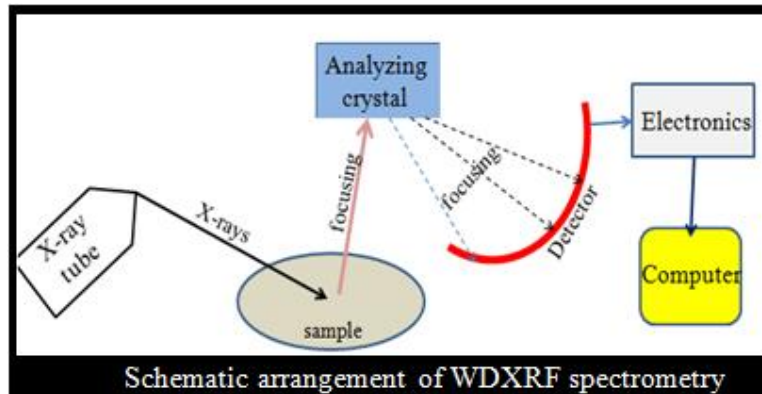 Analyzing
crystal
Electronics
focusing
focusing
X-rays
X-ray
tube
Detector
Computer
sample
Schematic arrangement of WDXRF spectrometry